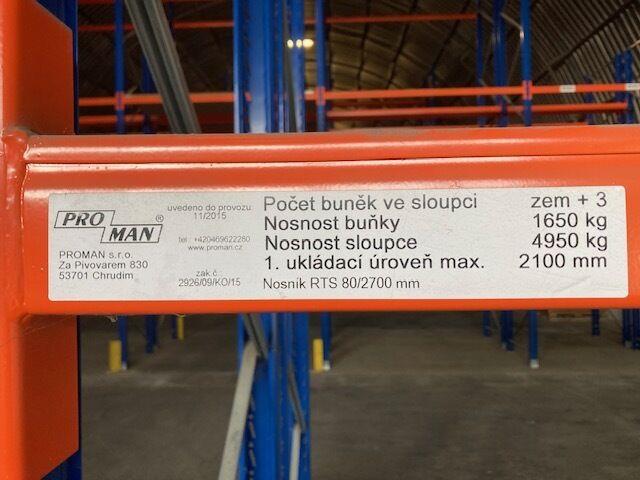 PRO MAN ®
PROMAN s.r.o.
Za Pivovarem 830
53701 Chrudim
uvedeno do provozu
11/2015
tel.: +420469622260
www.proman.cz
zak.č.:
2926/09/KO/15
Počet buněk ve sloupci zem + 3
Nosnost buňky 1650 kg
Nosnost sloupce 4950 kg
1. ukládací úroveň max. 2100 mm
Nosník RTS 80/2700 mm